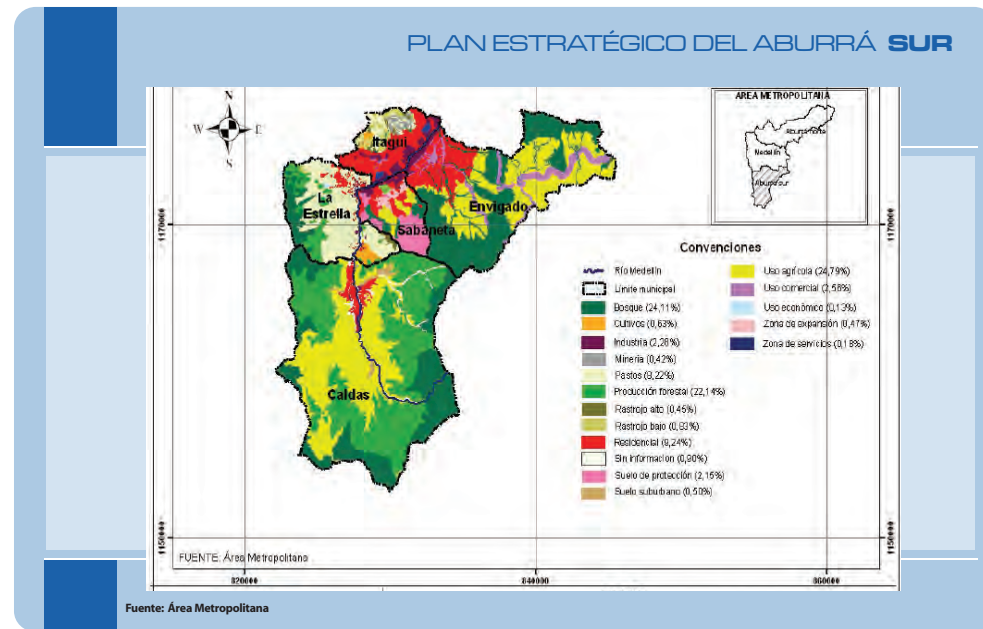 PLAN ESTRATÉGICO DEL ABURRÁ SUR
N
W E
S
AREA METROPOLITANA
Aburrá norte
Medellín
Aburrá sur
Itagui
La
Estrella
Envigado
Sabaneta
Caldas
1170000
1170000
1150000
1150000
Convenciones
Río Medellín
Límite municipal
Bosque (24,11%)
Cultivos (0,63%)
Industria (2,28%)
Mineria (0,42%)
Pastos (9,22%)
Producción forestal (22,14%)
Rastrojo alto (0,45%)
Rastrojo bajo (0,83%)
Residencial (9,24%)
Sin informacion (0,90%)
Suelo de protección (2,15%)
Suelo suburbano (0,50%)
Uso agrícola (24,79%)
Uso comercial (2,58%)
Uso económico (0,13%)
Zona de expansión (0,47%)
Zona de servicios (0,18%)
FUENTE: Área Metropolitana
820000
840000
860000
Fuente: Área Metropolitana